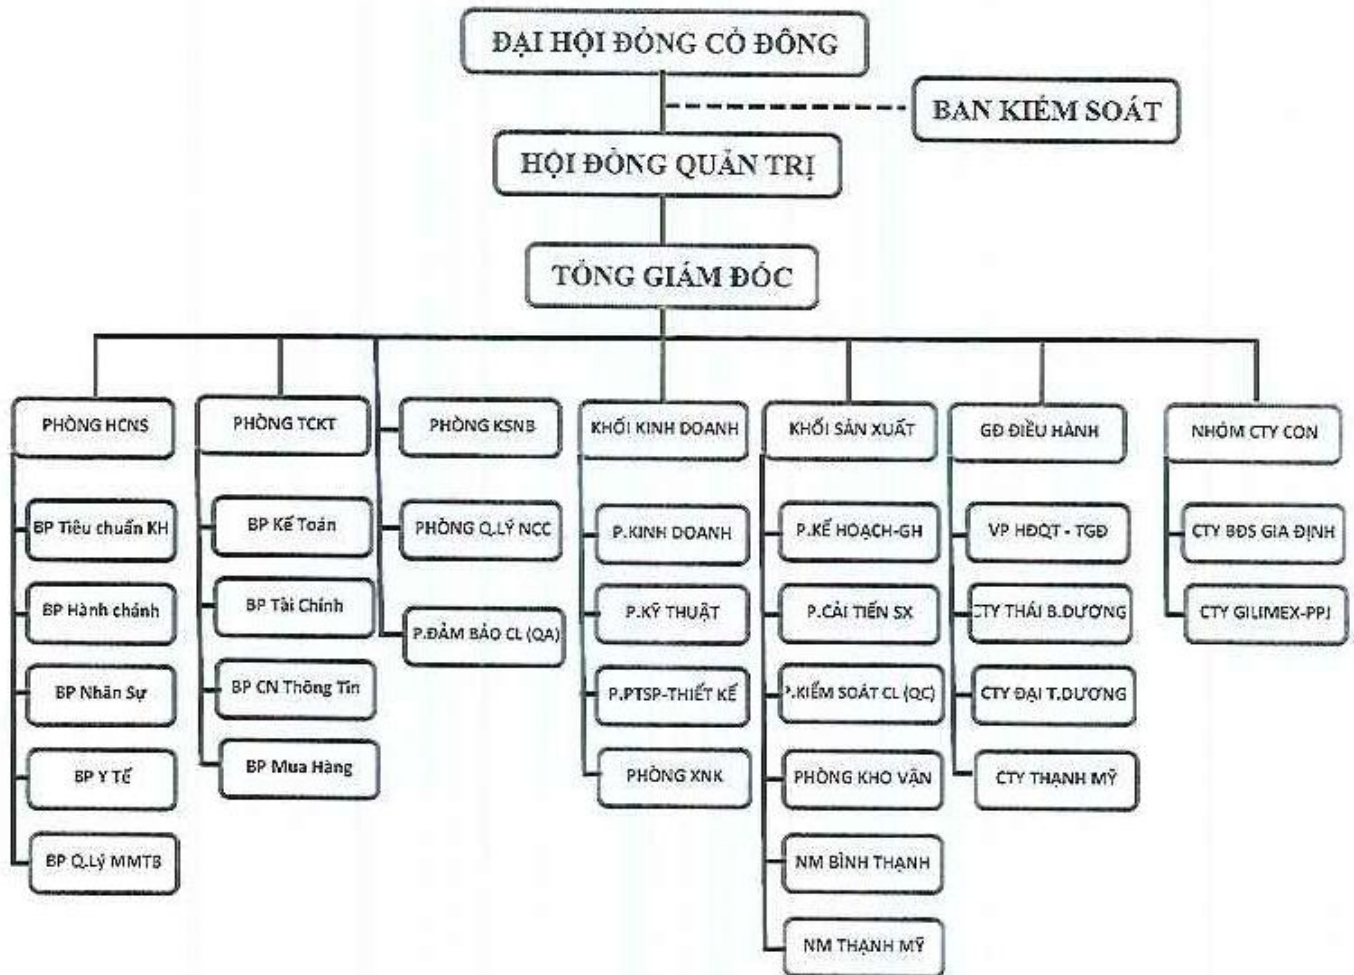 ĐẠI HỘI ĐỒNG CỔ ĐÔNG
BAN KIỂM SOÁT
HỘI ĐỒNG QUẢN TRỊ
TỔNG GIÁM ĐỐC
PHÒNG HCNS
BP Tiêu chuẩn KH
BP Hành chánh
BP Nhân Sự
BP Y Tế
BP Q.Lý MMTB
PHÒNG TCKT
BP Kế Toán
BP Tài Chính
BP CN Thông Tin
BP Mua Hàng
PHÒNG KSNB
PHÒNG Q.LÝ NCC
P.ĐẢM BẢO CL (QA)
KHỐI KINH DOANH
P.KINH DOANH
P.KỸ THUẬT
P.PTSP-THIẾT KẾ
PHÒNG XNK
KHỐI SẢN XUẤT
P.KẾ HOẠCH-GH
P.CẢI TIẾN SX
P.KIỂM SOÁT CL (QC)
PHÒNG KHO VẬN
NM BÌNH THẠNH
NM THẠNH MỸ
GĐ ĐIỀU HÀNH
VP HĐQT - TGĐ
CTY THÁI B.DƯƠNG
CTY ĐẠI T.DƯƠNG
CTY THẠNH MỸ
NHÓM CTY CON
CTY BĐS GIA ĐỊNH
CTY GILIMEX-PPJ